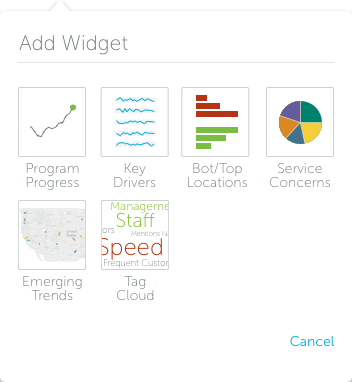 Add Widget
Program
Progress
Key
Drivers
Bot/Top
Locations
Service
Concerns
Managemen
Staff
ors
Mentions N
Speed
Frequent Custor
Emerging
Trends
Tag
Cloud
Cancel